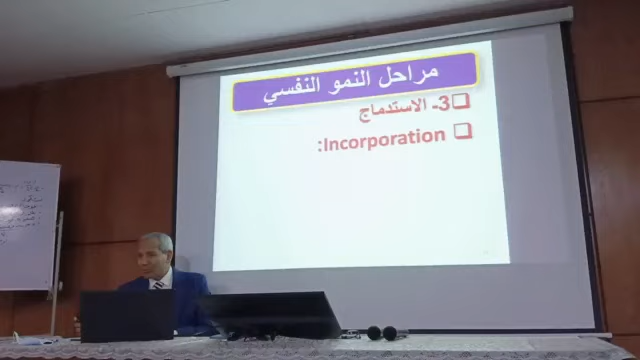 مراحل النمو النفسي
❑ 3- الاستدماج
❑ Incorporation: